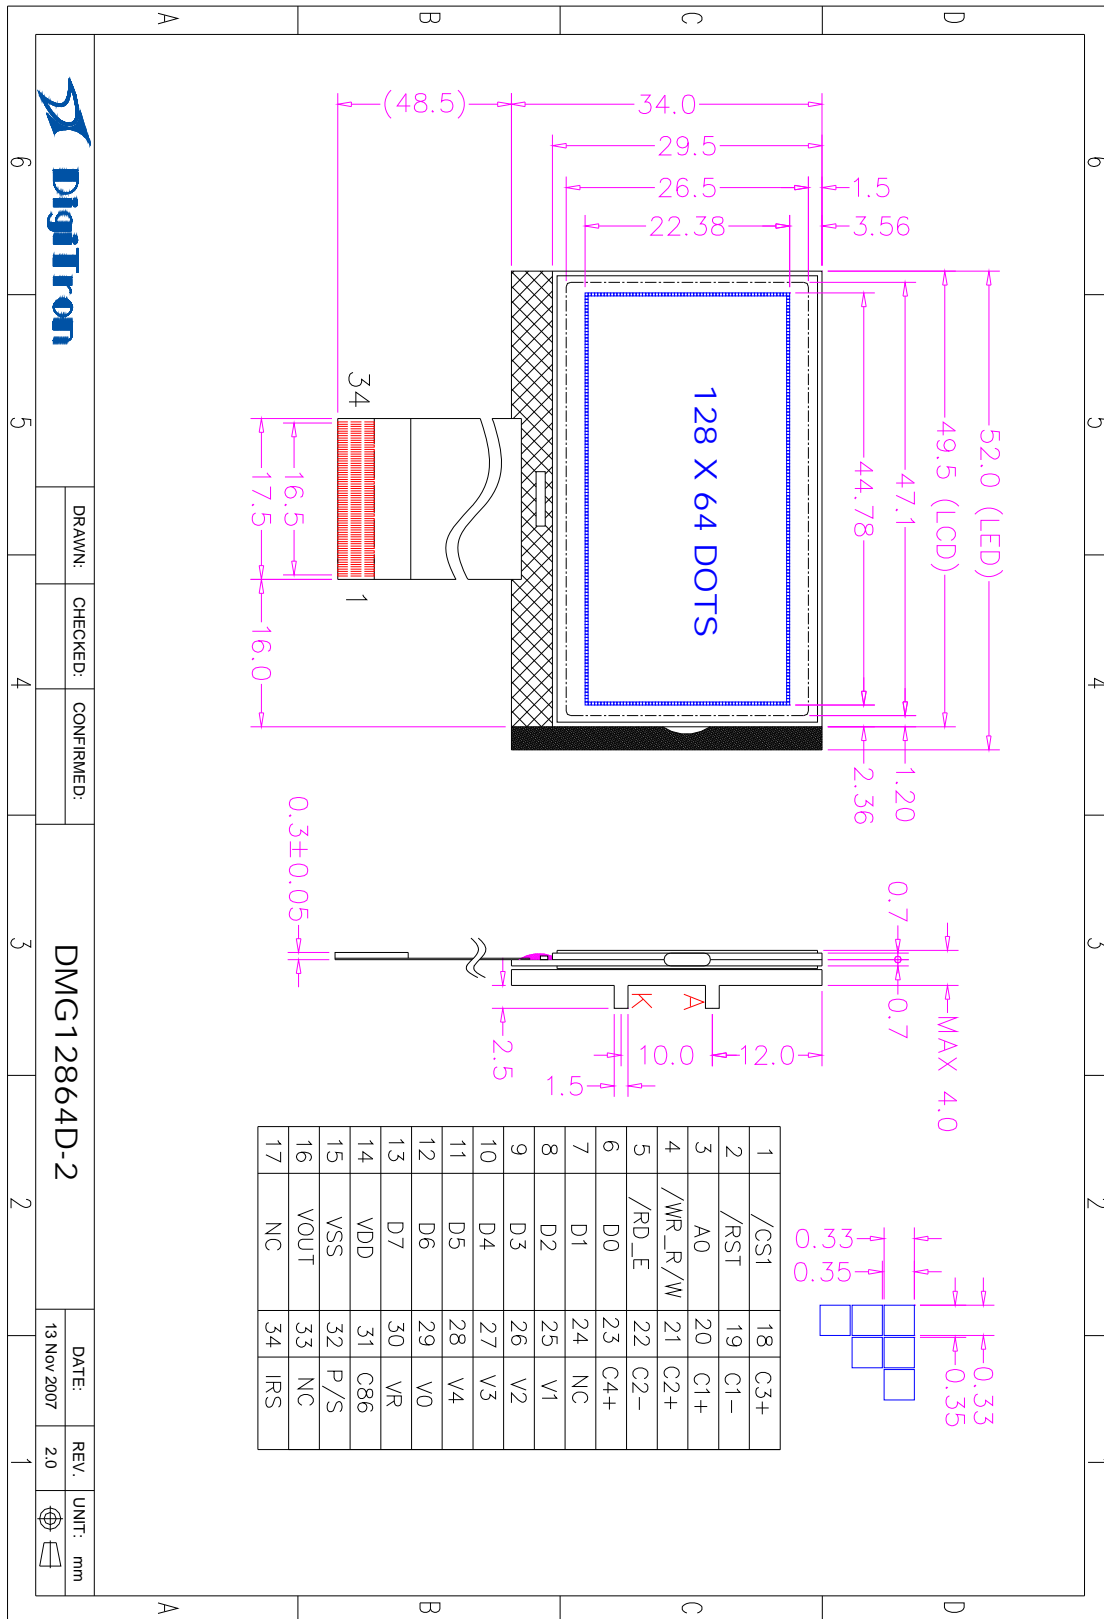 6
5
4
3
2
1
D
C
B
A
52.0 (LED)
49.5 (LCD)
47.1
1.20
44.78
2.36
1.5
3.56
34.0
29.5
26.5
22.38
(48.5)
128 X 64 DOTS
34
1
16.5
17.5
16.0
0.7
0.7
MAX 4.0
12.0
10.0
A
K
2.5
1.5
0.3±0.05
0.33
0.35
0.33
0.35
1 /CS1 18 C3+
2 /RST 19 C1-
3 A0 20 C1+
4 /WR_R/W 21 C2+
5 /RD_E 22 C2-
6 D0 23 C4+
7 D1 24 NC
8 D2 25 V1
9 D3 26 V2
10 D4 27 V3
11 D5 28 V4
12 D6 29 V0
13 D7 30 VR
14 VDD 31 C86
15 VSS 32 P/S
16 VOUT 33 NC
17 NC 34 IRS
DigiTron
DRAWN:
CHECKED:
CONFIRMED:
DMG12864D-2
DATE:
13 Nov 2007
REV.
2.0
UNIT: mm
6
5
4
3
2
1
D
C
B
A